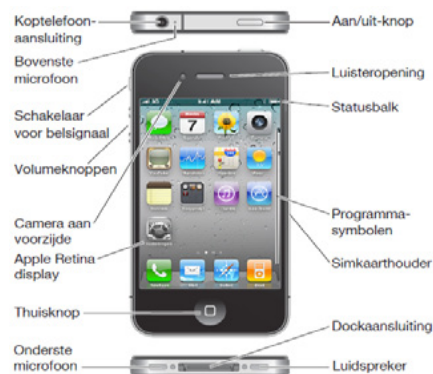 Koptelefoon-
aansluiting
Bovenste
microfoon
Schakelaar
voor belsignaal
Volumeknoppen
Camera aan
voorzijde
Apple Retina
display
Thuisknop
Onderste
microfoon
Aan/uit-knop
Luisteropening
Statusbalk
7
Programma-
symbolen
Simkaarthouder
Dockaansluiting
Luidspreker